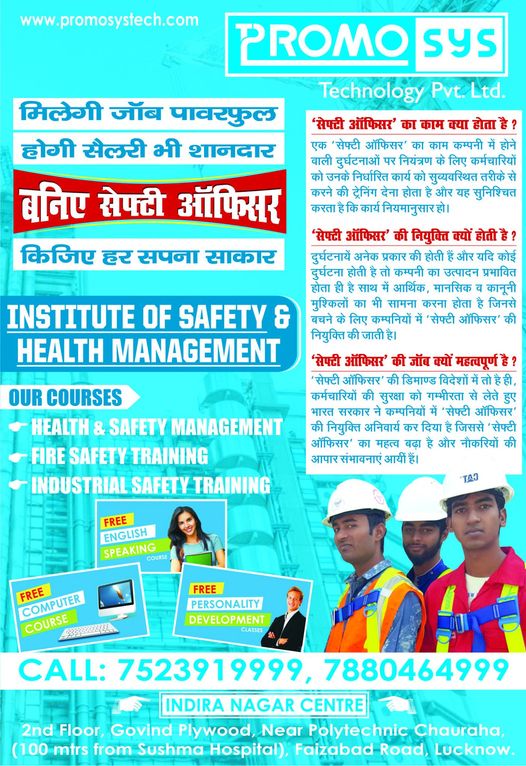 www.promosystech.com
PROMO SYS
Technology Pvt. Ltd.
मिलेगी जॉब पावरफुल
होगी सैलरी भी शानदार
बनिए सेफ्टी ऑफिसर
किजिए हर सपना साकार
INSTITUTE OF SAFETY &
HEALTH MANAGEMENT
OUR COURSES
HEALTH & SAFETY MANAGEMENT
FIRE SAFETY TRAINING
INDUSTRIAL SAFETY TRAINING
'सेफ्टी ऑफिसर' का काम क्या होता है ?
एक 'सेफ्टी ऑफिसर' का काम कम्पनी में होने
वाली दुर्घटनाओं पर नियंत्रण के लिए कर्मचारियों
को उनके निर्धारित कार्य को सुव्यवस्थित तरीके से
करने की ट्रेनिंग देना होता है और यह सुनिश्चित
करता है कि कार्य नियमानुसार हो।
'सेफ्टी ऑफिसर' की नियुक्ति क्यों होती है ?
दुर्घटनायें अनेक प्रकार की होती हैं और यदि कोई
दुर्घटना होती है तो कम्पनी का उत्पादन प्रभावित
होता ही है साथ में आर्थिक, मानसिक व कानूनी
मुश्किलों का भी सामना करना होता है जिनसे
बचने के लिए कम्पनियों में 'सेफ्टी ऑफिसर' की
नियुक्ति की जाती है।
'सेफ्टी ऑफिसर' की जॉब क्यों महत्वपूर्ण है ?
'सेफ्टी ऑफिसर' की डिमाण्ड विदेशों में तो है ही,
कर्मचारियों की सुरक्षा को गम्भीरता से लेते हुए
भारत सरकार ने कम्पनियों में 'सेफ्टी ऑफिसर'
की नियुक्ति अनिवार्य कर दिया है जिससे 'सेफ्टी
ऑफिसर' का महत्व बढ़ा है और नौकरियों की
आपार संभावनाएं आयीं हैं।
FREE
ENGLISH
SPEAKING
COURSE
FREE
COMPUTER
COURSE
FREE
PERSONALITY
DEVELOPMENT
CLASSES
CALL: 7523919999, 7880464999
INDIRA NAGAR CENTRE
2nd Floor, Govind Plywood, Near Polytechnic Chauraha,
(100 mtrs from Sushma Hospital), Faizabad Road, Lucknow.